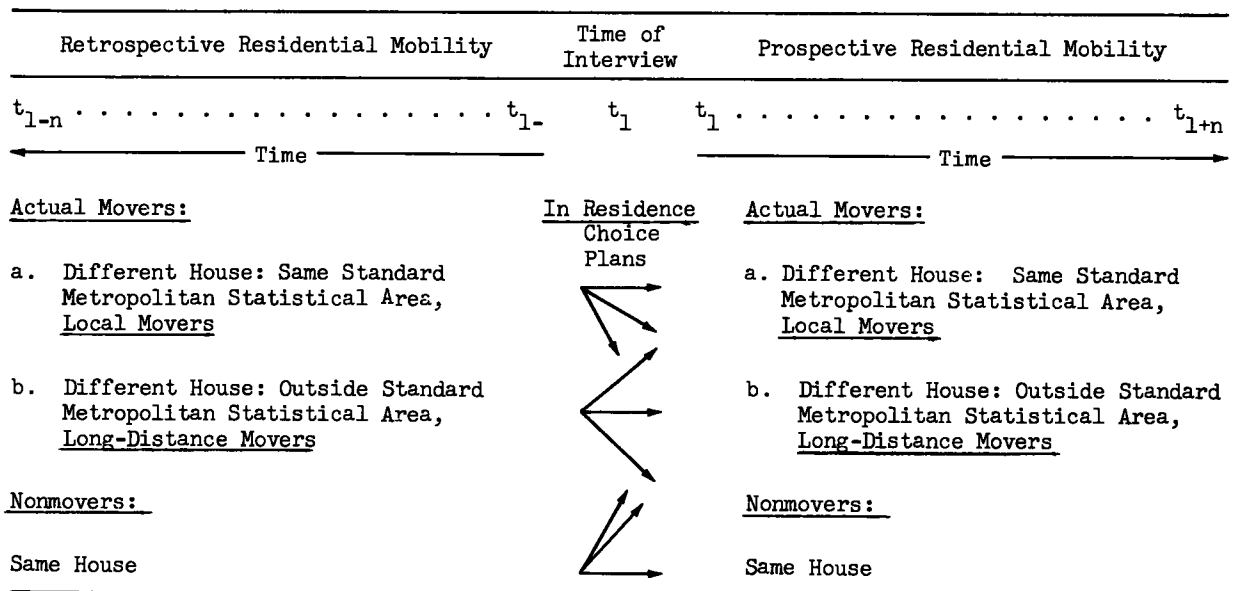 Retrospective Residential Mobility
Time of
Interview
Prospective Residential Mobility
t1-n . . . . . . . . . . . . . . . . . . t1-
t1
t1 . . . . . . . . . . . . . . . . . t1+n
Time
Time
Actual Movers:
a. Different House: Same Standard
Metropolitan Statistical Area,
Local Movers
b. Different House: Outside Standard
Metropolitan Statistical Area,
Long-Distance Movers
Nonmovers:
Same House
In Residence
Choice
Plans
Actual Movers:
a. Different House: Same Standard
Metropolitan Statistical Area,
Local Movers
b. Different House: Outside Standard
Metropolitan Statistical Area,
Long-Distance Movers
Nonmovers:
Same House